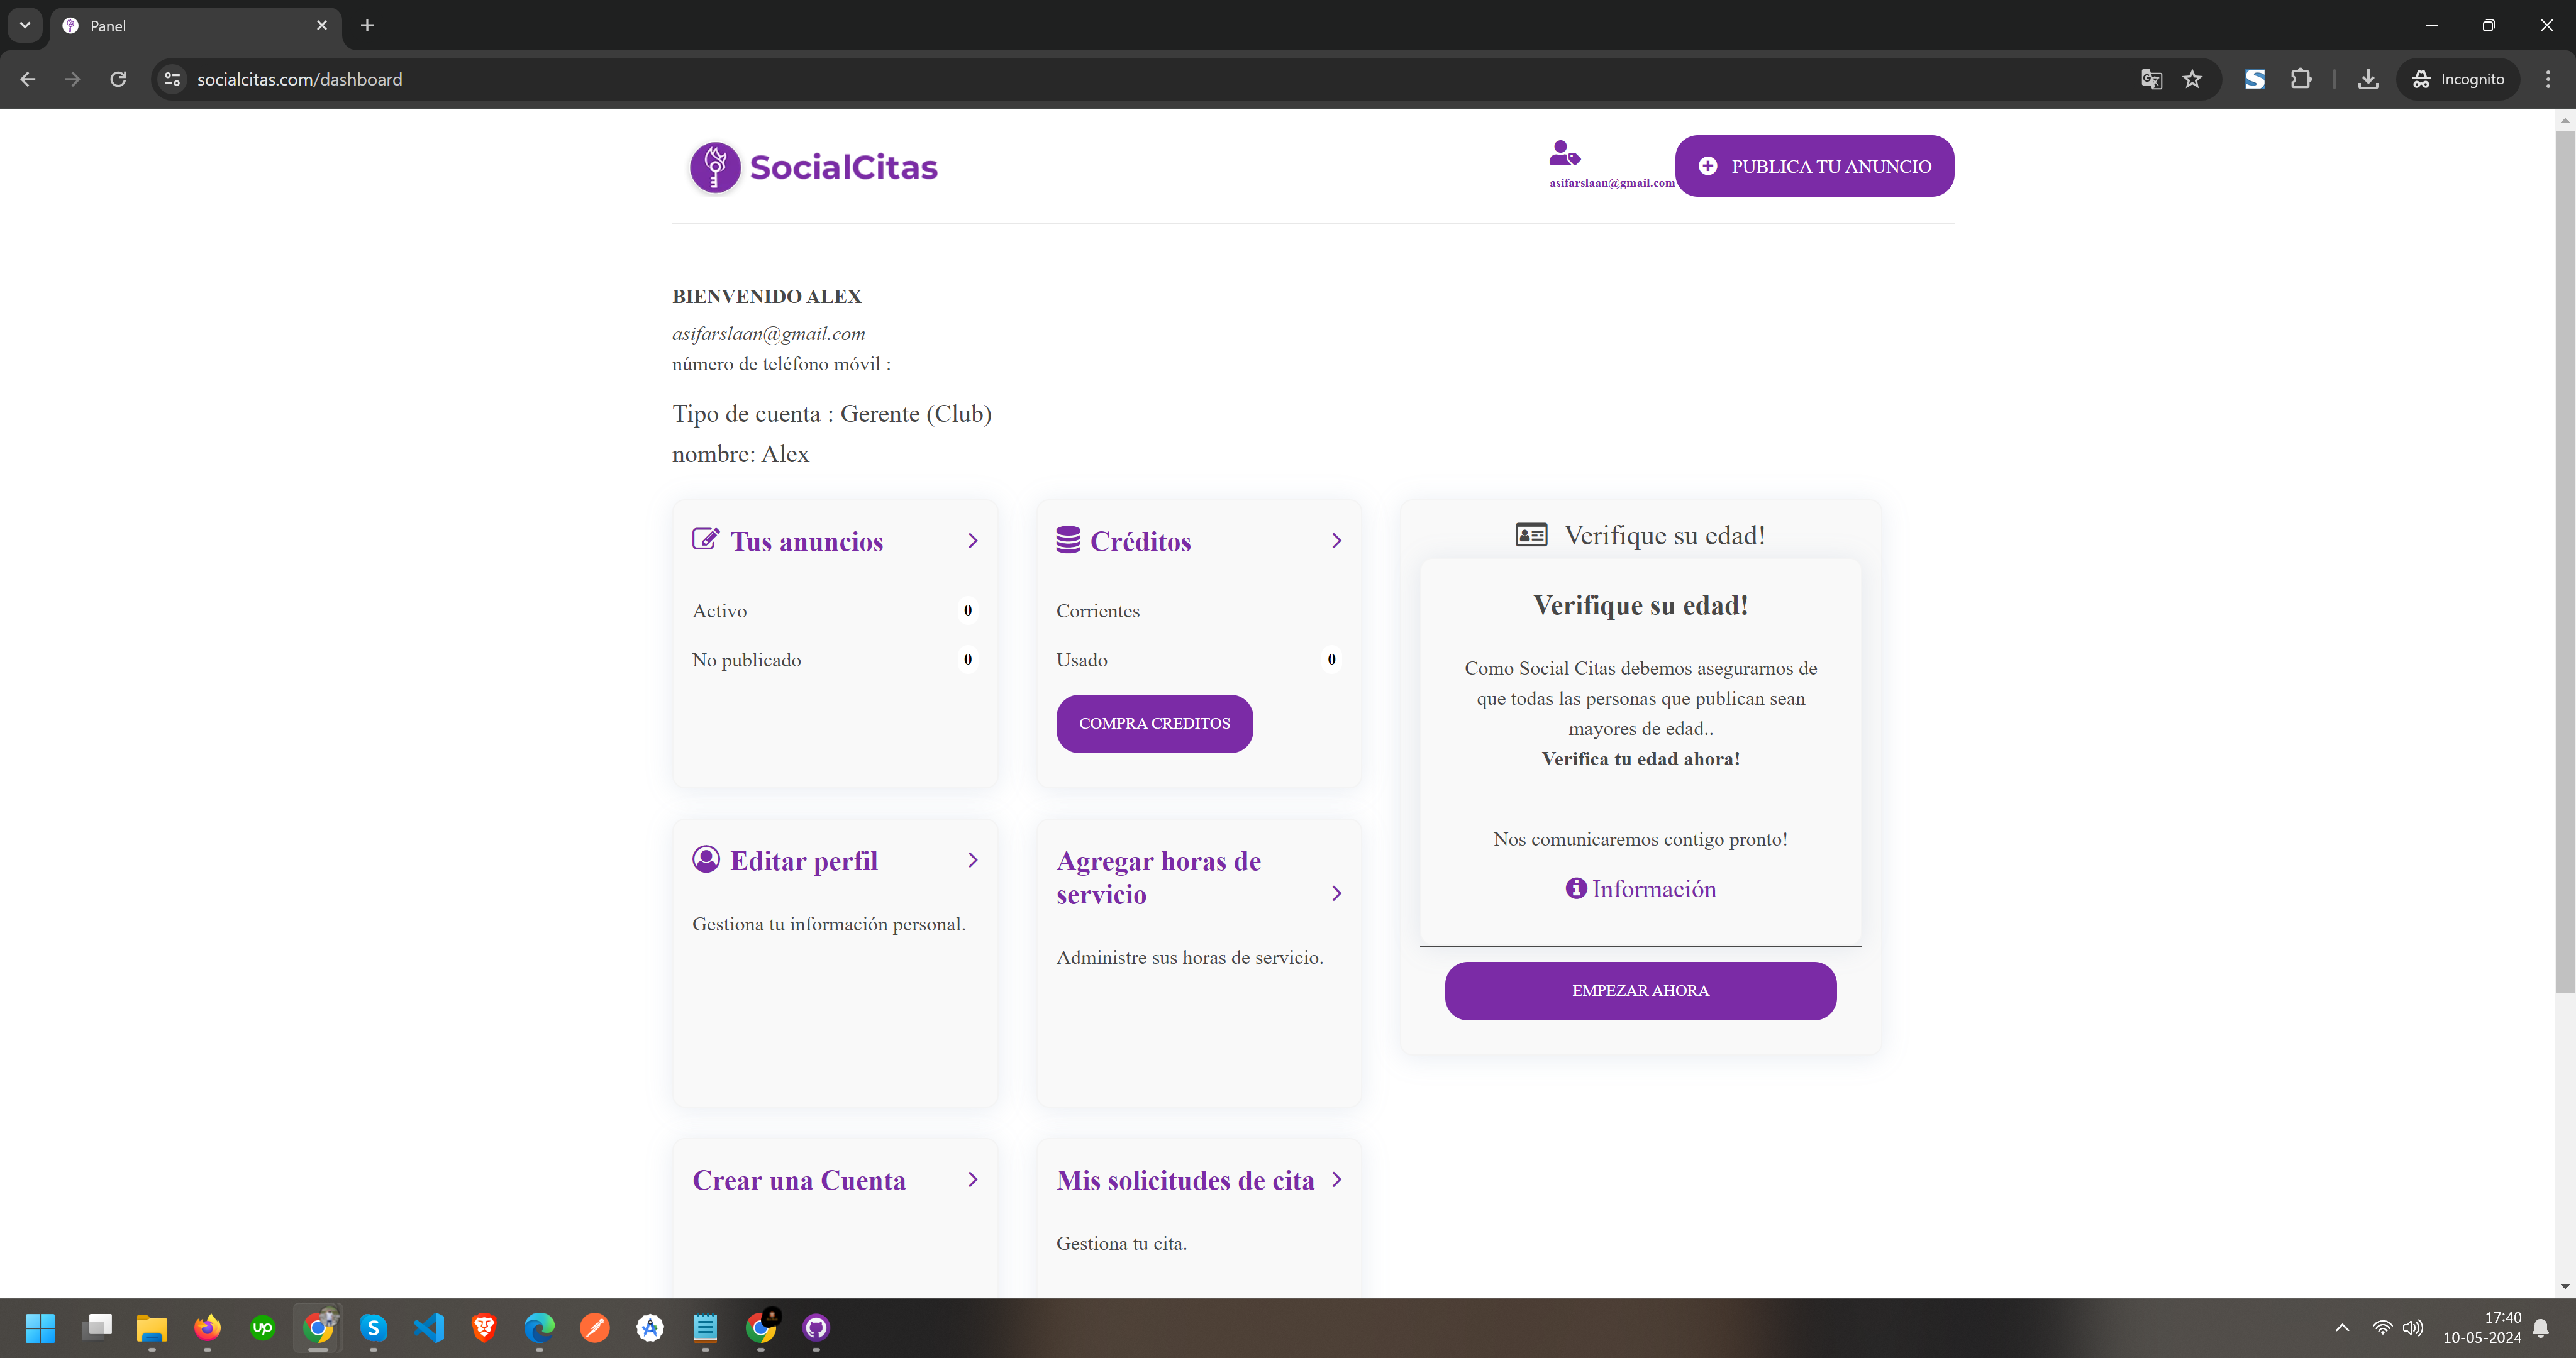 Panel
socialcitas.com/dashboard
Incognito
SocialCitas
asifarslaan@gmail.com
PUBLICA TU ANUNCIO
BIENVENIDO ALEX
asifarslaan@gmail.com
número de teléfono móvil :
Tipo de cuenta : Gerente (Club)
nombre: Alex
Tus anuncios
Activo 0
No publicado 0
Créditos
Corrientes
Usado 0
COMPRA CREDITOS
Verifique su edad!
Verifique su edad!
Como Social Citas debemos asegurarnos de
que todas las personas que publican sean
mayores de edad..
Verifica tu edad ahora!
Nos comunicaremos contigo pronto!
Información
EMPEZAR AHORA
Editar perfil
Gestiona tu información personal.
Agregar horas de
servicio
Administre sus horas de servicio.
Crear una Cuenta
Mis solicitudes de cita
Gestiona tu cita.
up
S
17:40
10-05-2024